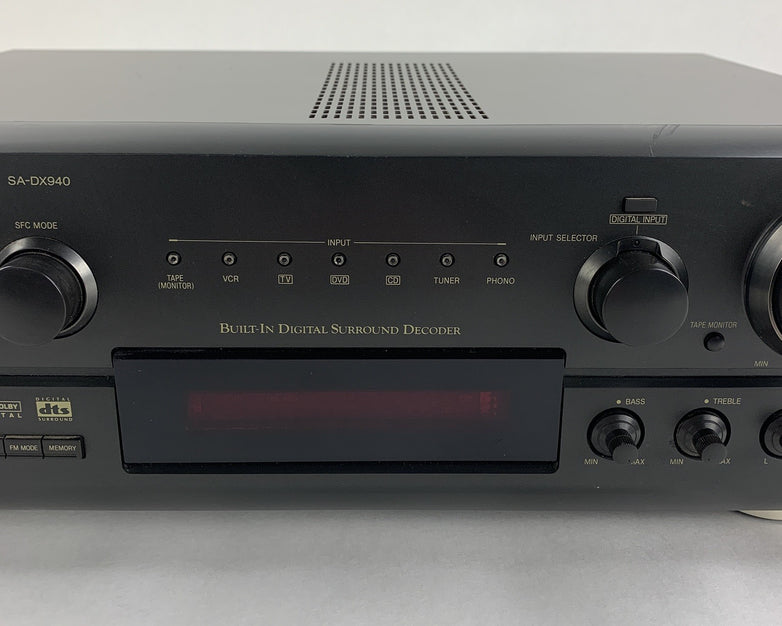 SA-DX940
SFC MODE
INPUT
TAPE
(MONITOR)
VCR
TV
DVD
CD
TUNER
PHONO
BUILT-IN DIGITAL SURROUND DECODER
DIGITAL INPUT
INPUT SELECTOR
TAPE MONITOR
MIN
DIGITAL
dts
SURROUND
FM MODE
MEMORY
BASS
TREBLE
MIN
MIN
L